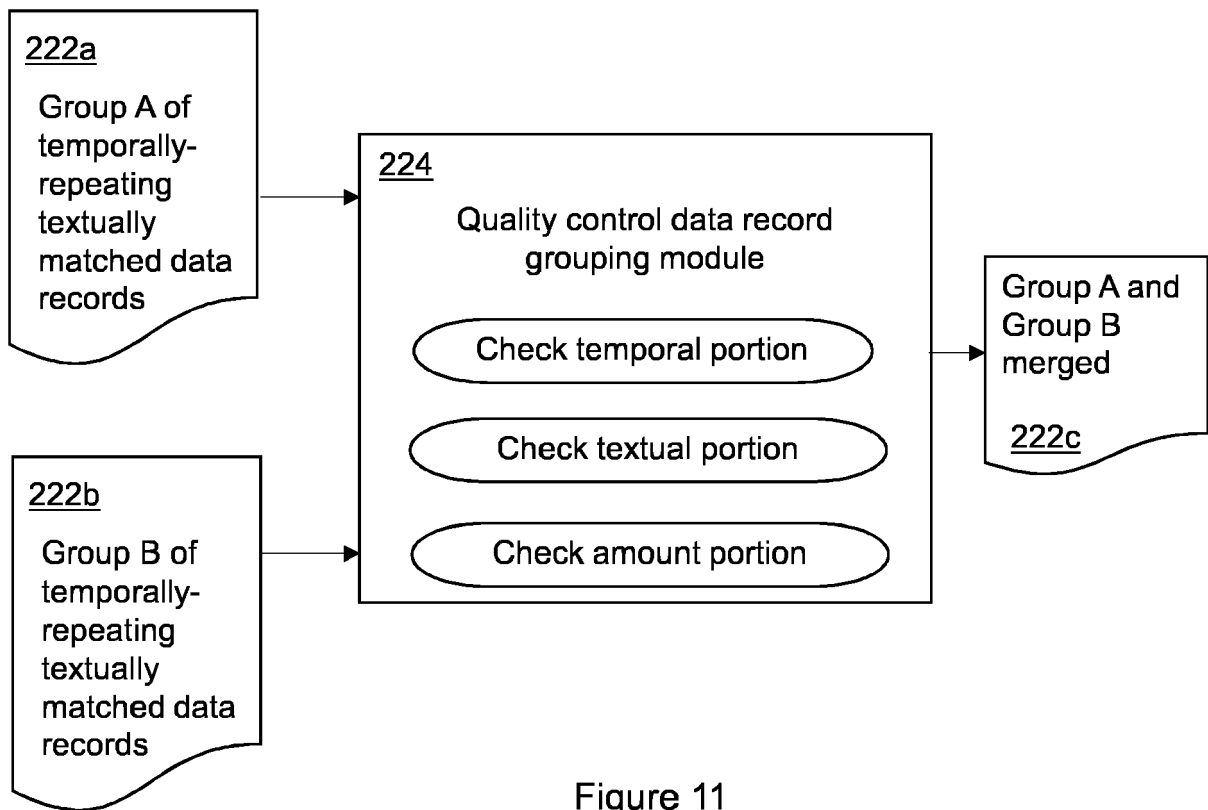 222a
Group A of
temporally-
repeating
textually
matched data
records
222b
Group B of
temporally-
repeating
textually
matched data
records
224
Quality control data record
grouping module
Check temporal portion
Check textual portion
Check amount portion
Group A and
Group B
merged
222c
Figure 11